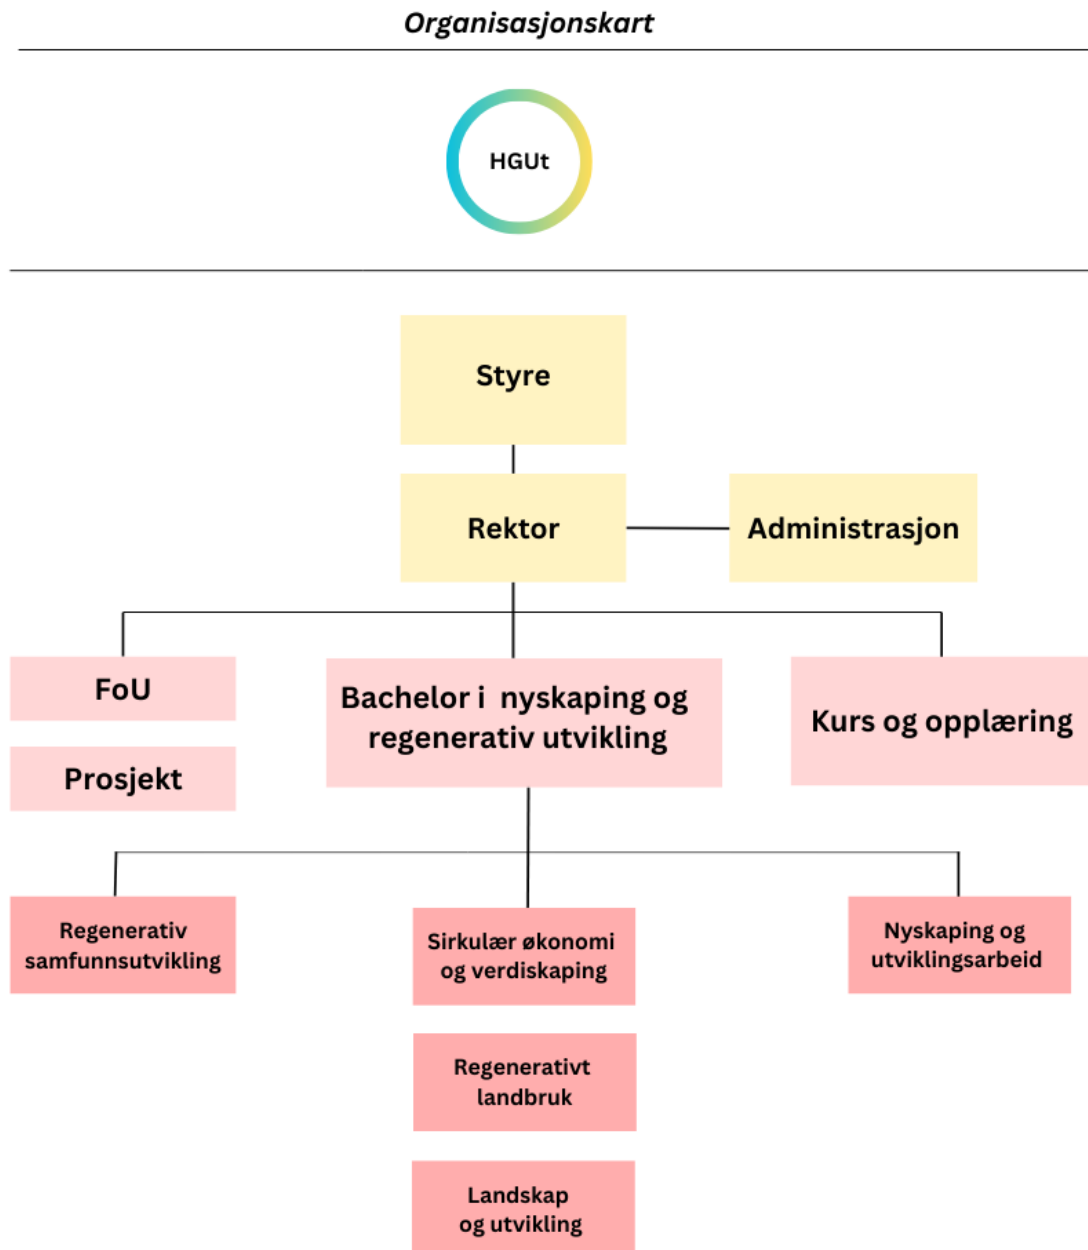 Organisasjonskart
HGUt
Styre
Rektor
Administrasjon
FoU
Prosjekt
Bachelor i nyskaping og
regenerativ utvikling
Kurs og opplæring
Regenerativ
samfunnsutvikling
Sirkulær økonomi
og verdiskaping
Nyskaping og
utviklingsarbeid
Regenerativt
landbruk
Landskap
og utvikling